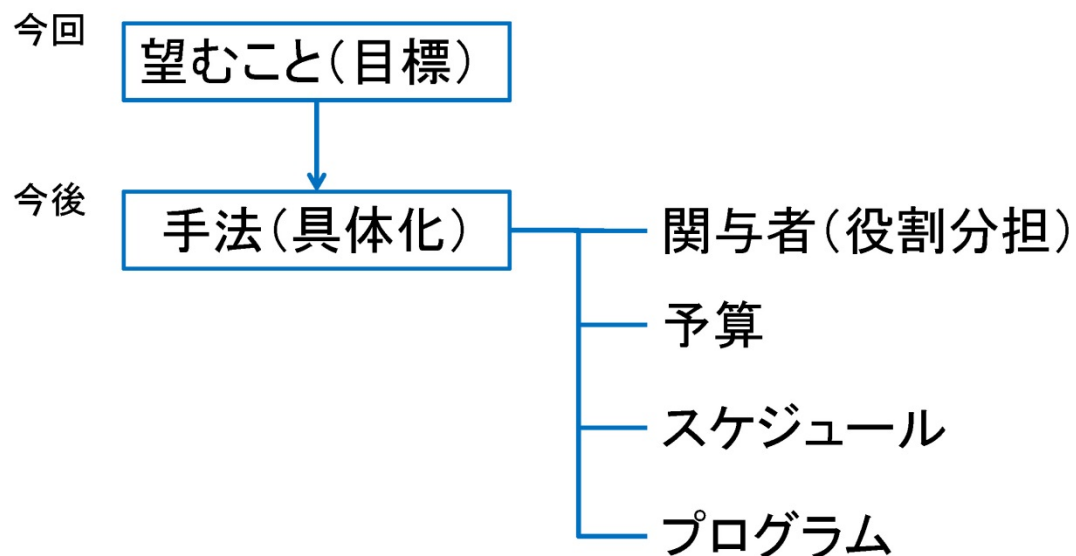 今回
望むこと（目標）
今後
手法（具体化）
関与者（役割分担）
予算
スケジュール
プログラム